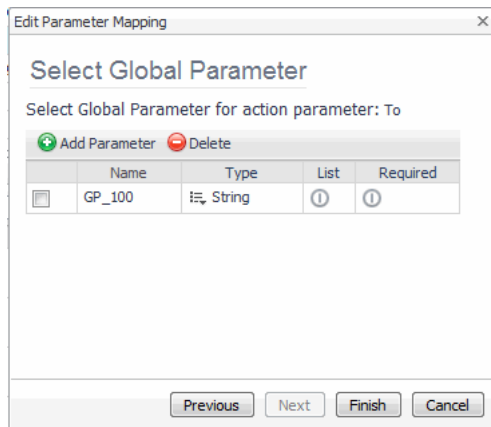 Edit Parameter Mapping
Select Global Parameter
Select Global Parameter for action parameter: To
Add Parameter Delete
Name Type List Required
GP_100 String
Previous Next Finish Cancel